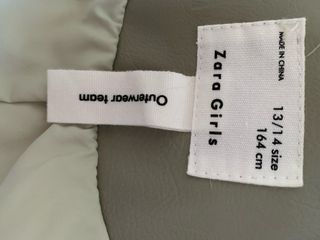 Zara Girls
13/14 size
164 cm
MADE IN CHINA
Outerwear team